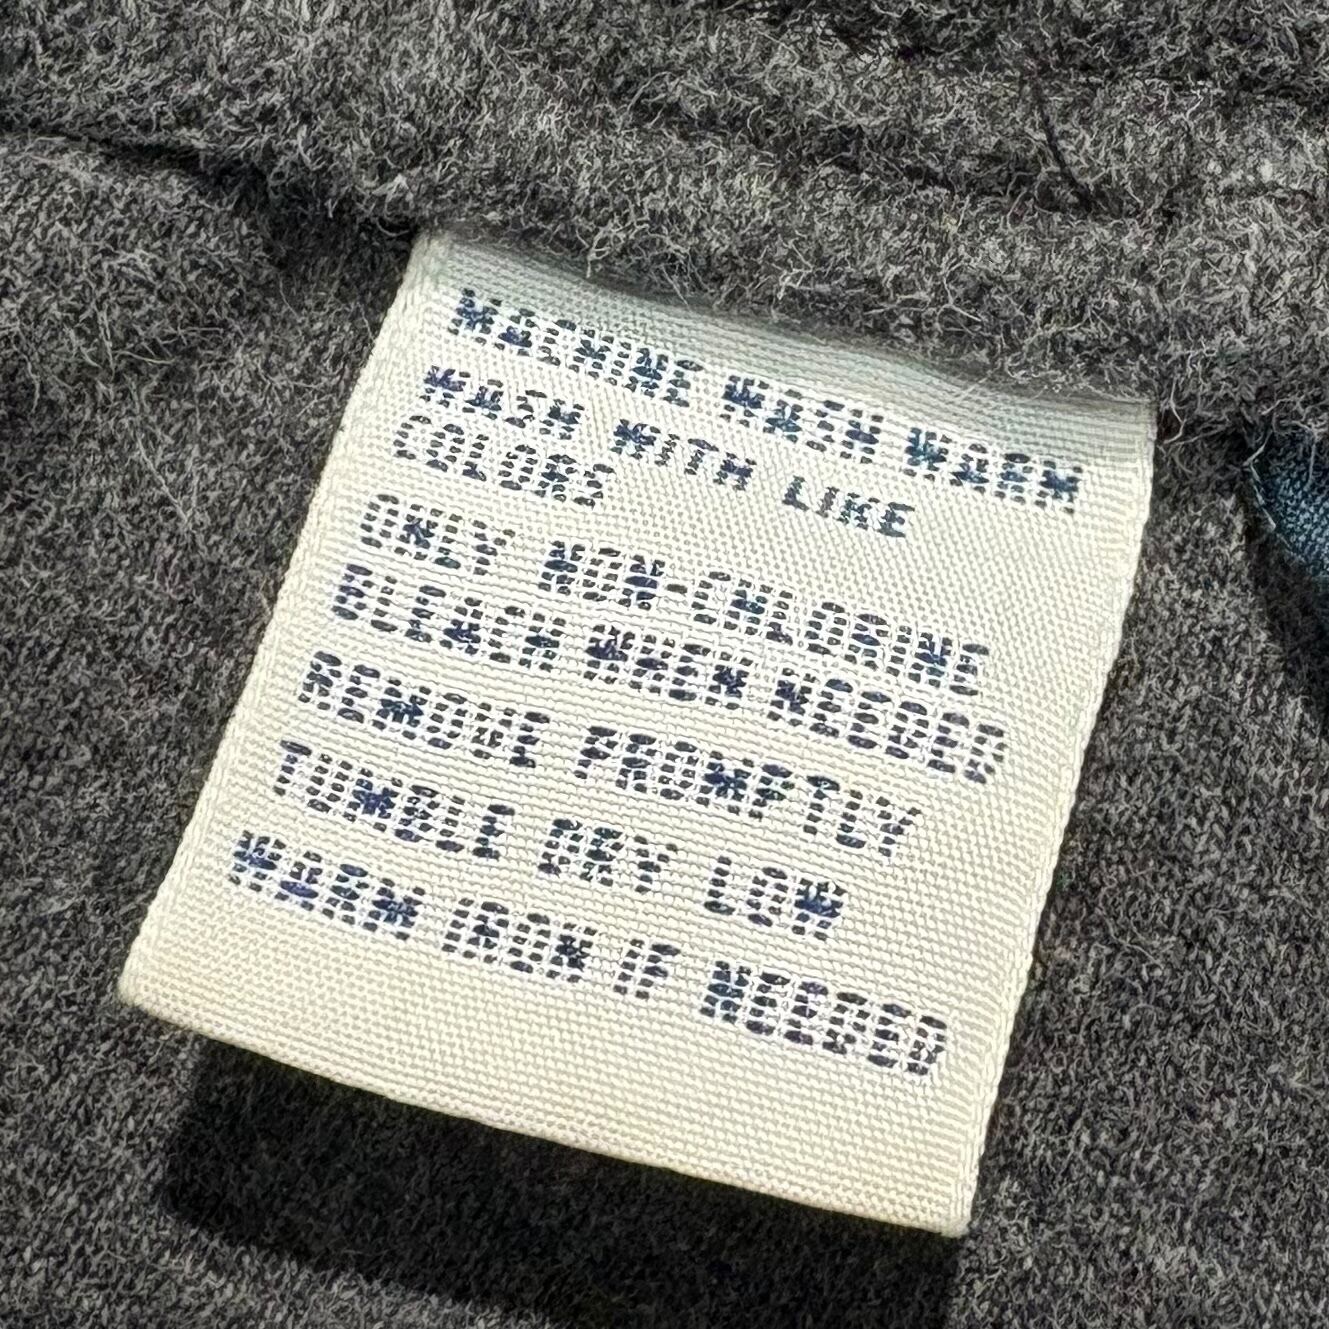 MACHINE WASH WARM
WASH WITH LIKE
COLORS
ONLY NON-CHLORINE
BLEACH WHEN NEEDED
REMOVE PROMPTLY
TUMBLE DRY LOW
WARM IRON IF NEEDED